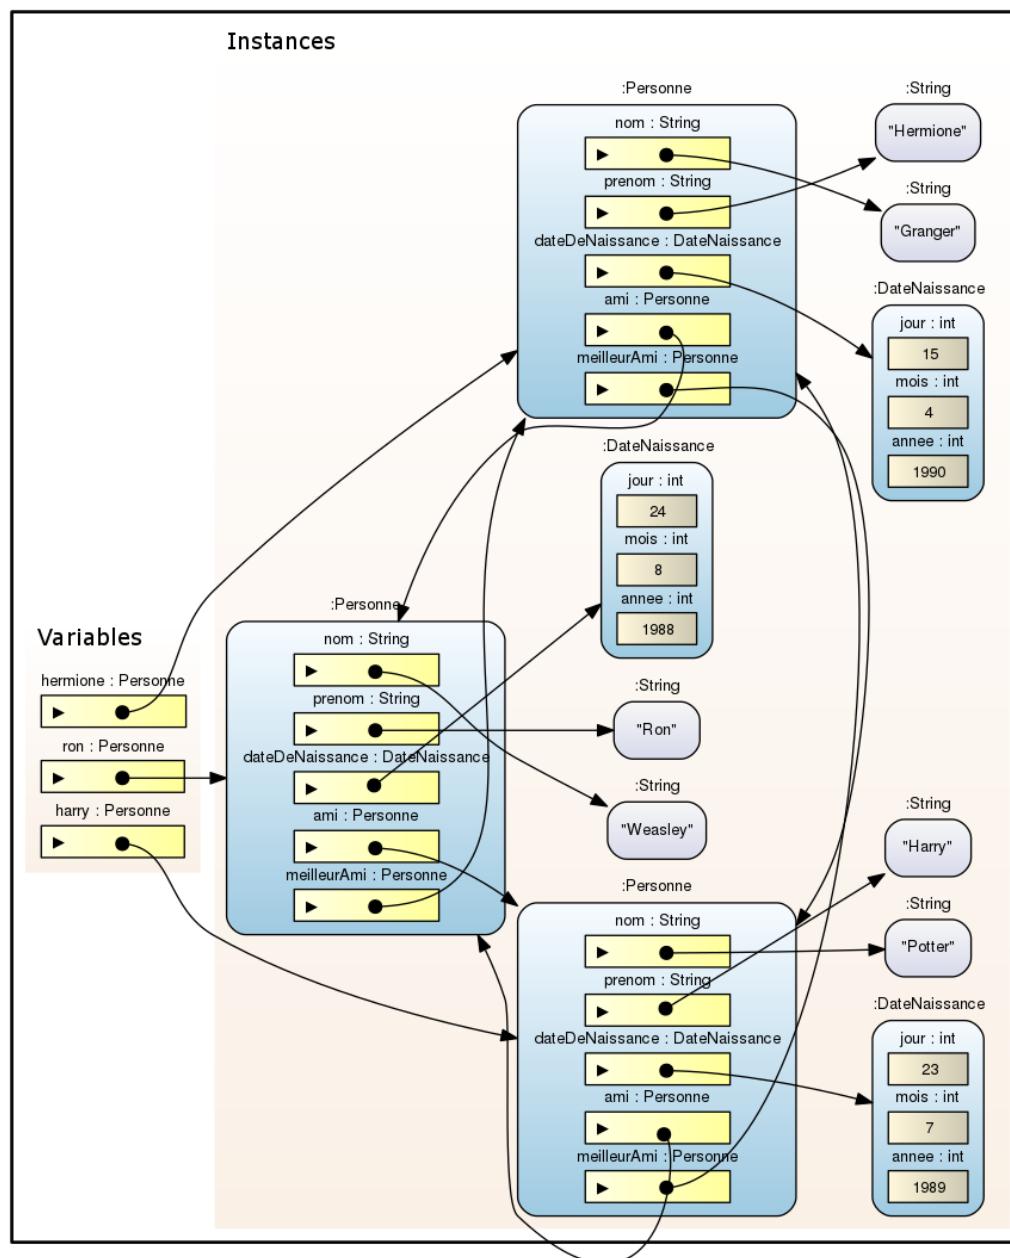 Instances
:Personne
nom : String
prenom : String
dateDeNaissance : DateNaissance
ami : Personne
meilleurAmi : Personne
:String
"Hermione"
:String
"Granger"
:DateNaissance
jour : int
15
mois : int
4
annee : int
1990
:DateNaissance
jour : int
24
mois : int
8
annee : int
1988
Variables
hermione : Personne
ron : Personne
harry : Personne
:Personne
nom : String
prenom : String
dateDeNaissance : DateNaissance
ami : Personne
meilleurAmi : Personne
:String
"Ron"
:String
"Weasley"
:Personne
nom : String
prenom : String
dateDeNaissance : DateNaissance
ami : Personne
meilleurAmi : Personne
:String
"Harry"
:String
"Potter"
:DateNaissance
jour : int
23
mois : int
7
annee : int
1989